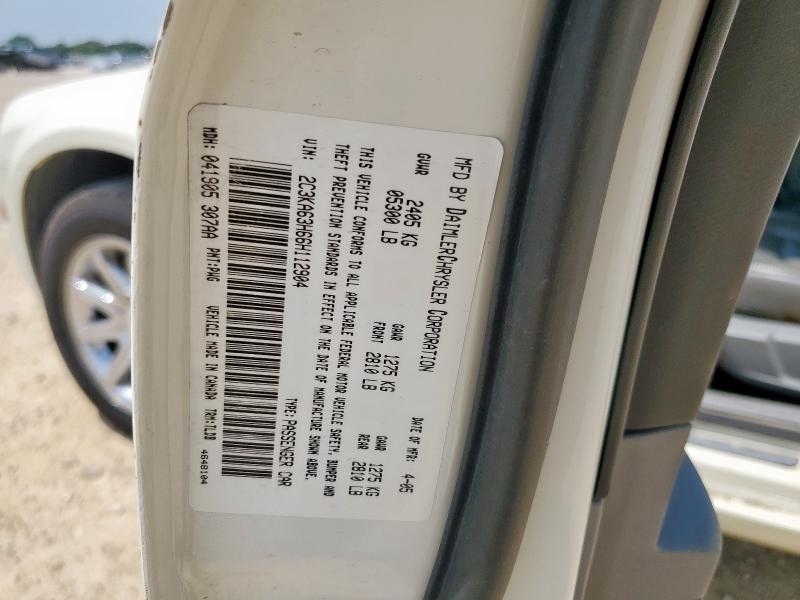 MFD BY DAIMLERCHRYSLER CORPORATION
DATE OF MFR: 4-05
GVWR 2405 KG
05300 LB
GAWR 1275 KG
FRONT 2810 LB
GAWR 1275 KG
REAR 2810 LB
THIS VEHICLE CONFORMS TO ALL APPLICABLE FEDERAL MOTOR VEHICLE SAFETY, BUMPER AND
THEFT PREVENTION STANDARDS IN EFFECT ON THE DATE OF MANUFACTURE SHOWN ABOVE.
VIN: 2C3KA63H66H112904
TYPE: PASSENGER CAR
MDH: 041905 307AA PNT:PWG VEHICLE MADE IN CANADA TRM:ZLDB
4648104